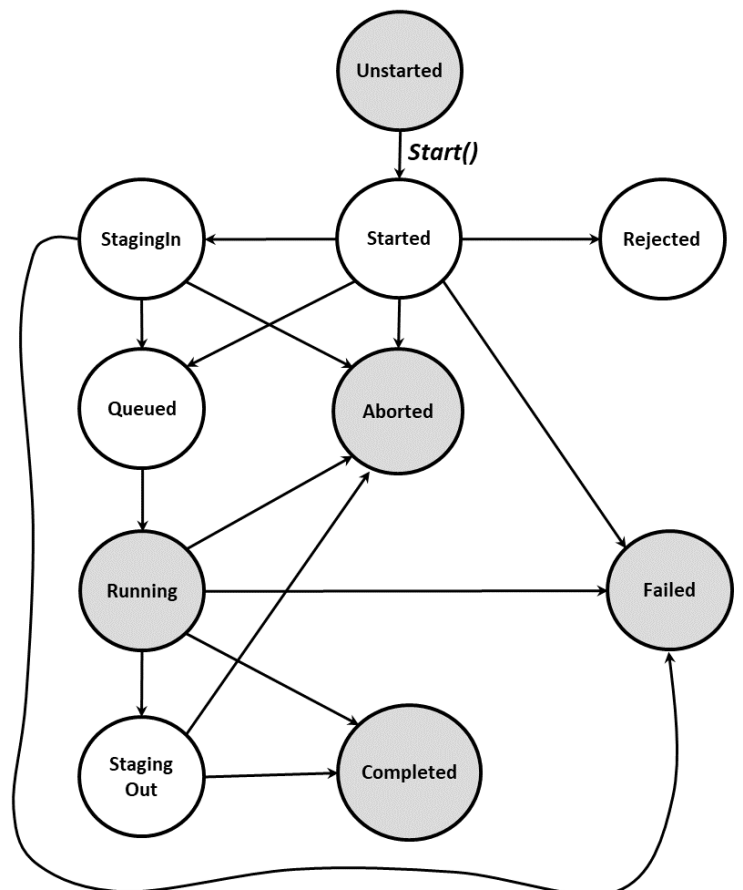 Unstarted
Start()
StagingIn
Started
Rejected
Queued
Aborted
Running
Failed
Staging
Out
Completed